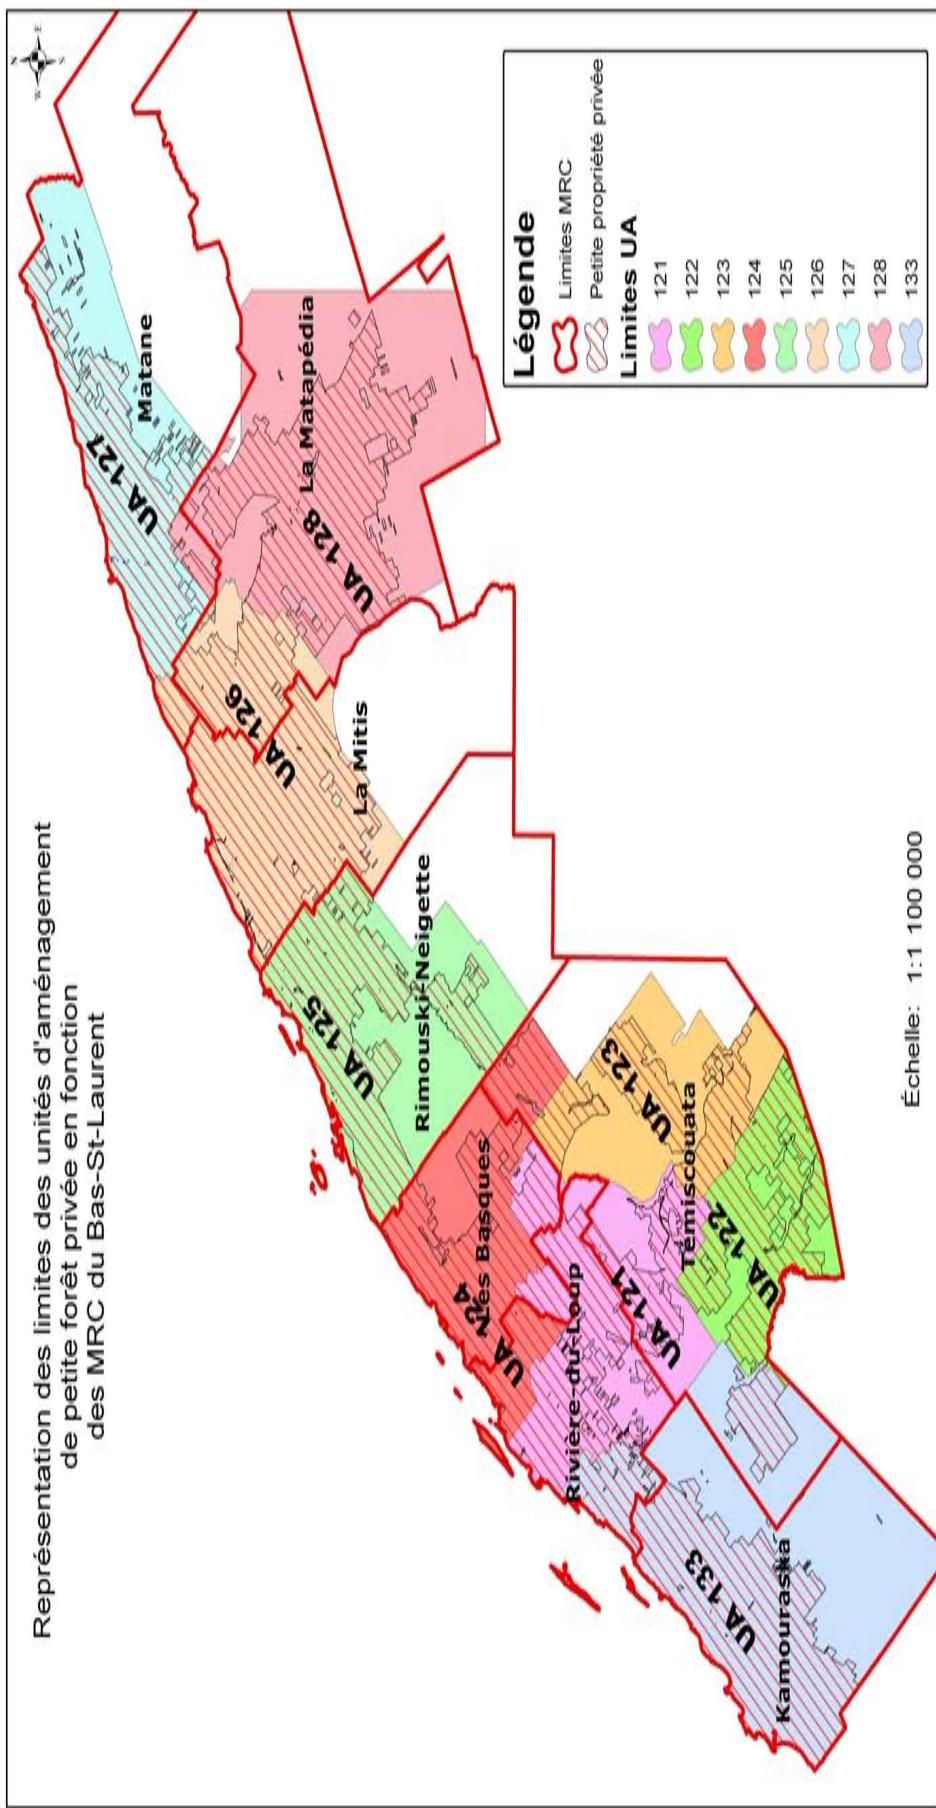 Représentation des limites des unités d'aménagement
de petite forêt privée en fonction
des MRC du Bas-St-Laurent
N
W
E
S
UA 127
Matane
La Matapédia
UA 128
UA 126
La Mitis
UA 125
Rimouski-Neigette
UA 124
Les Basques
UA 123
Témiscouata
UA 122
UA 121
Rivière-du-Loup
UA 133
Kamouraska
Légende
Limites MRC
Petite propriété privée
Limites UA
121
122
123
124
125
126
127
128
133
Échelle: 1:1 100 000